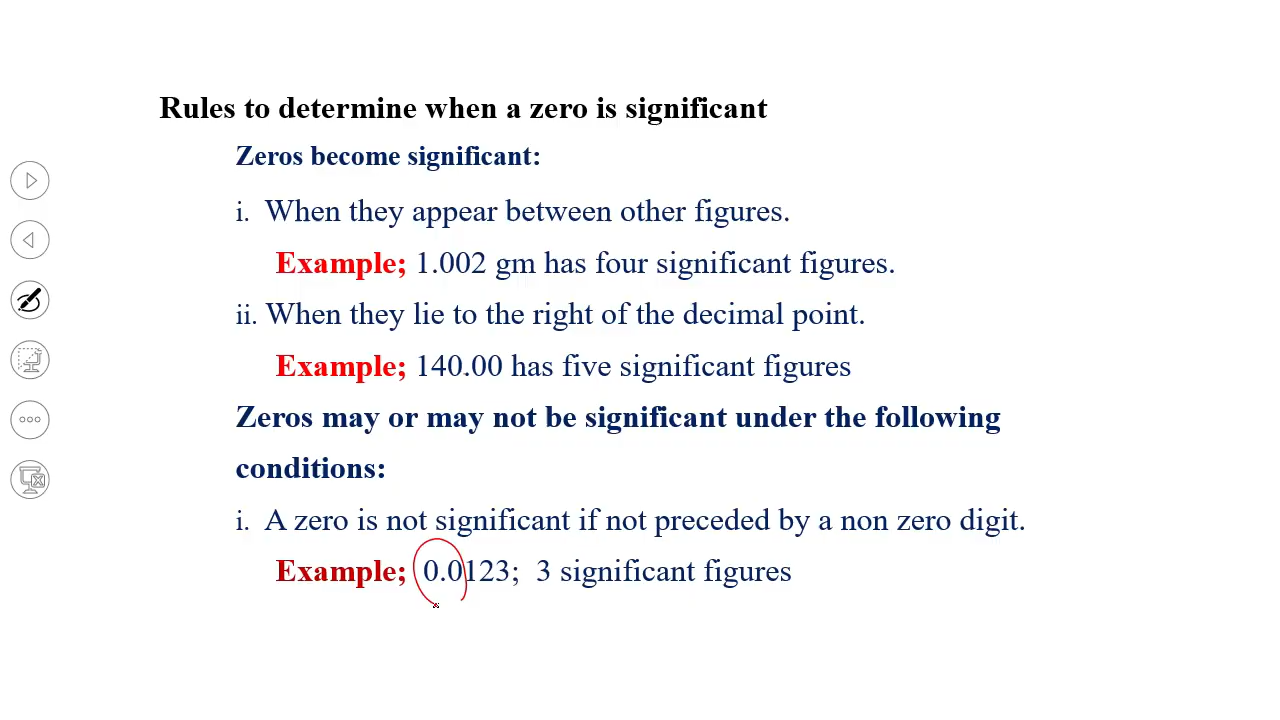 Rules to determine when a zero is significant
Zeros become significant:
i. When they appear between other figures.
Example; 1.002 gm has four significant figures.
ii. When they lie to the right of the decimal point.
Example; 140.00 has five significant figures
Zeros may or may not be significant under the following
conditions:
i. A zero is not significant if not preceded by a non zero digit.
Example; 0.0123; 3 significant figures